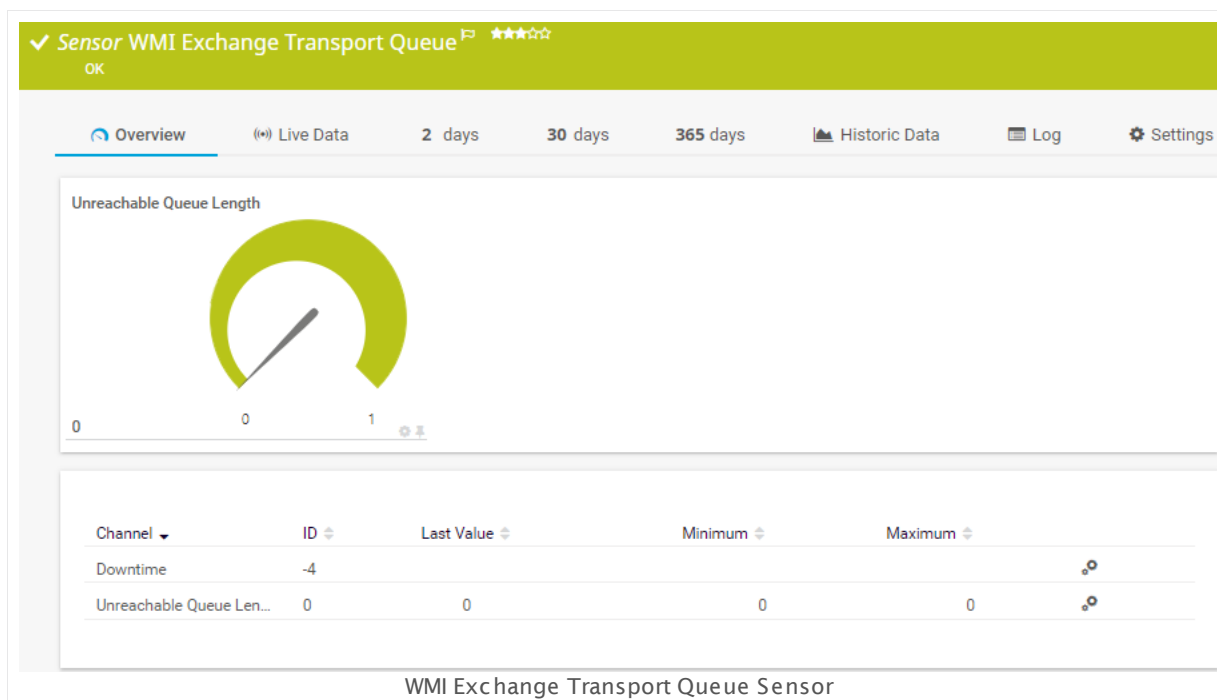 Sensor WMI Exchange Transport Queue
OK
Overview Live Data 2 days 30 days 365 days Historic Data Log Settings
Unreachable Queue Length
0 1
0
Channel ID Last Value Minimum Maximum
Downtime -4
Unreachable Queue Len... 0 0 0 0
WMI Exchange Transport Queue Sensor